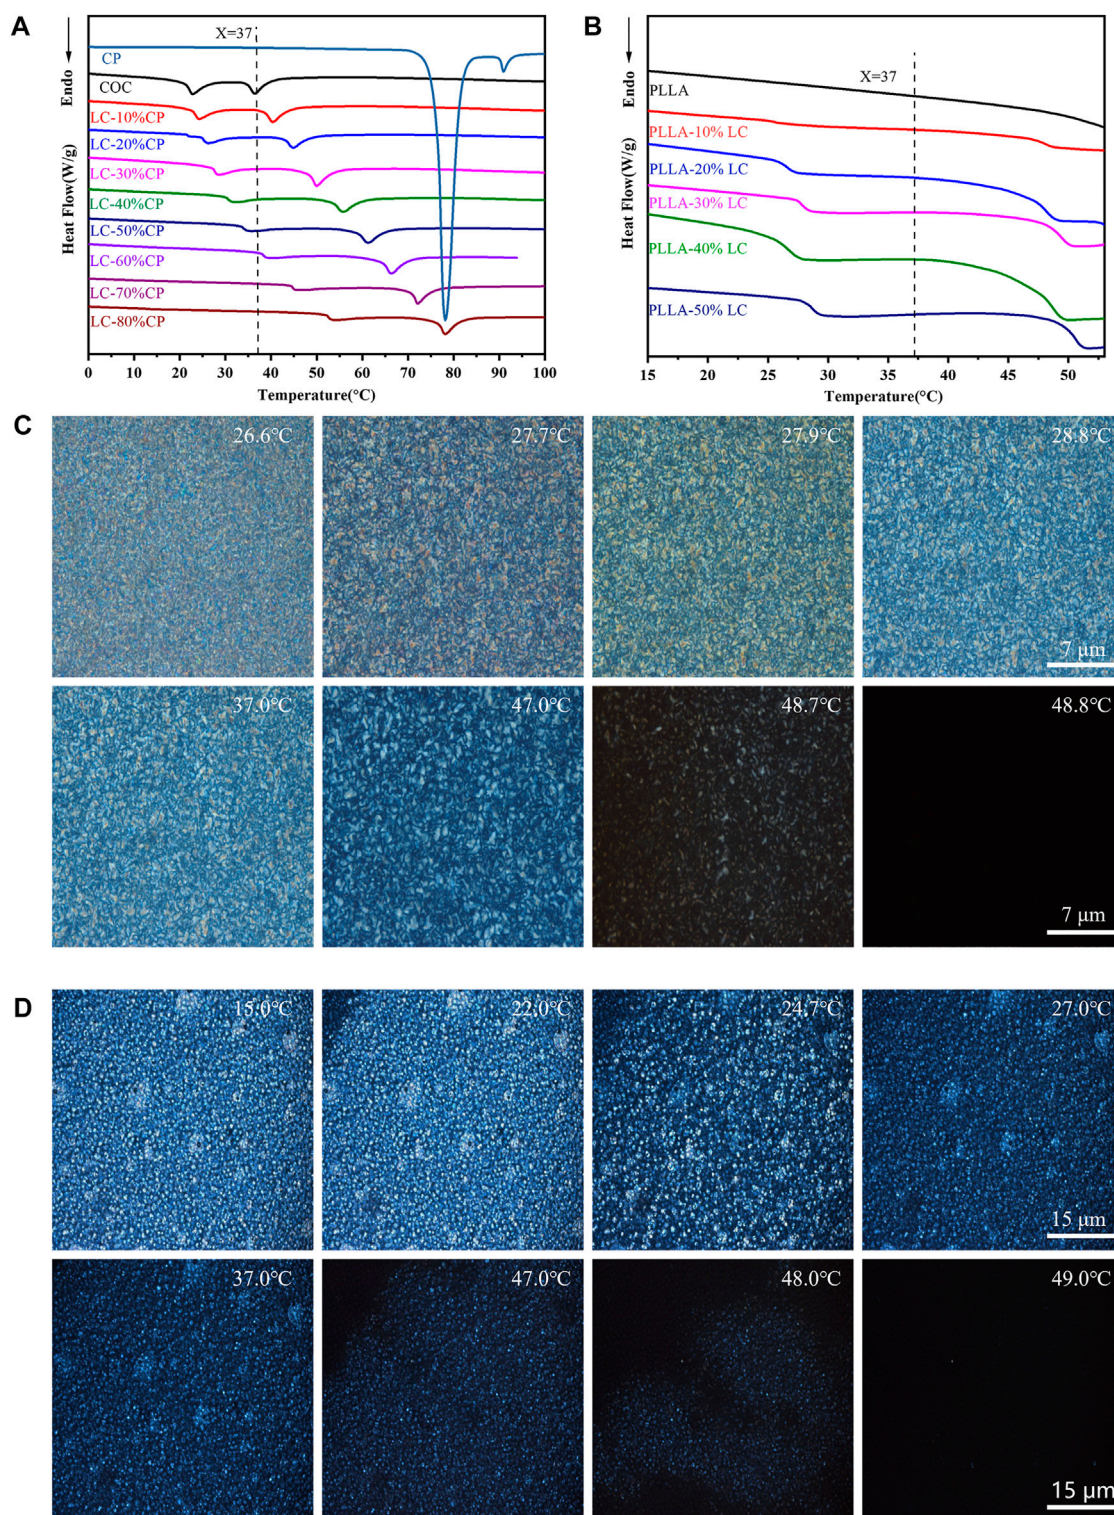 A
Endo
Heat Flow(W/g)
X=37
CP
COC
LC-10%CP
LC-20%CP
LC-30%CP
LC-40%CP
LC-50%CP
LC-60%CP
LC-70%CP
LC-80%CP
0 10 20 30 40 50 60 70 80 90 100
Temperature(°C)
B
Endo
Heat Flow(W/g)
X=37
PLLA
PLLA-10% LC
PLLA-20% LC
PLLA-30% LC
PLLA-40% LC
PLLA-50% LC
15 20 25 30 35 40 45 50
Temperature(°C)
C
26.6°C 27.7°C 27.9°C 28.8°C
7 μm
37.0°C 47.0°C 48.7°C 48.8°C
7 μm
D
15.0°C 22.0°C 24.7°C 27.0°C
15 μm
37.0°C 47.0°C 48.0°C 49.0°C
15 μm